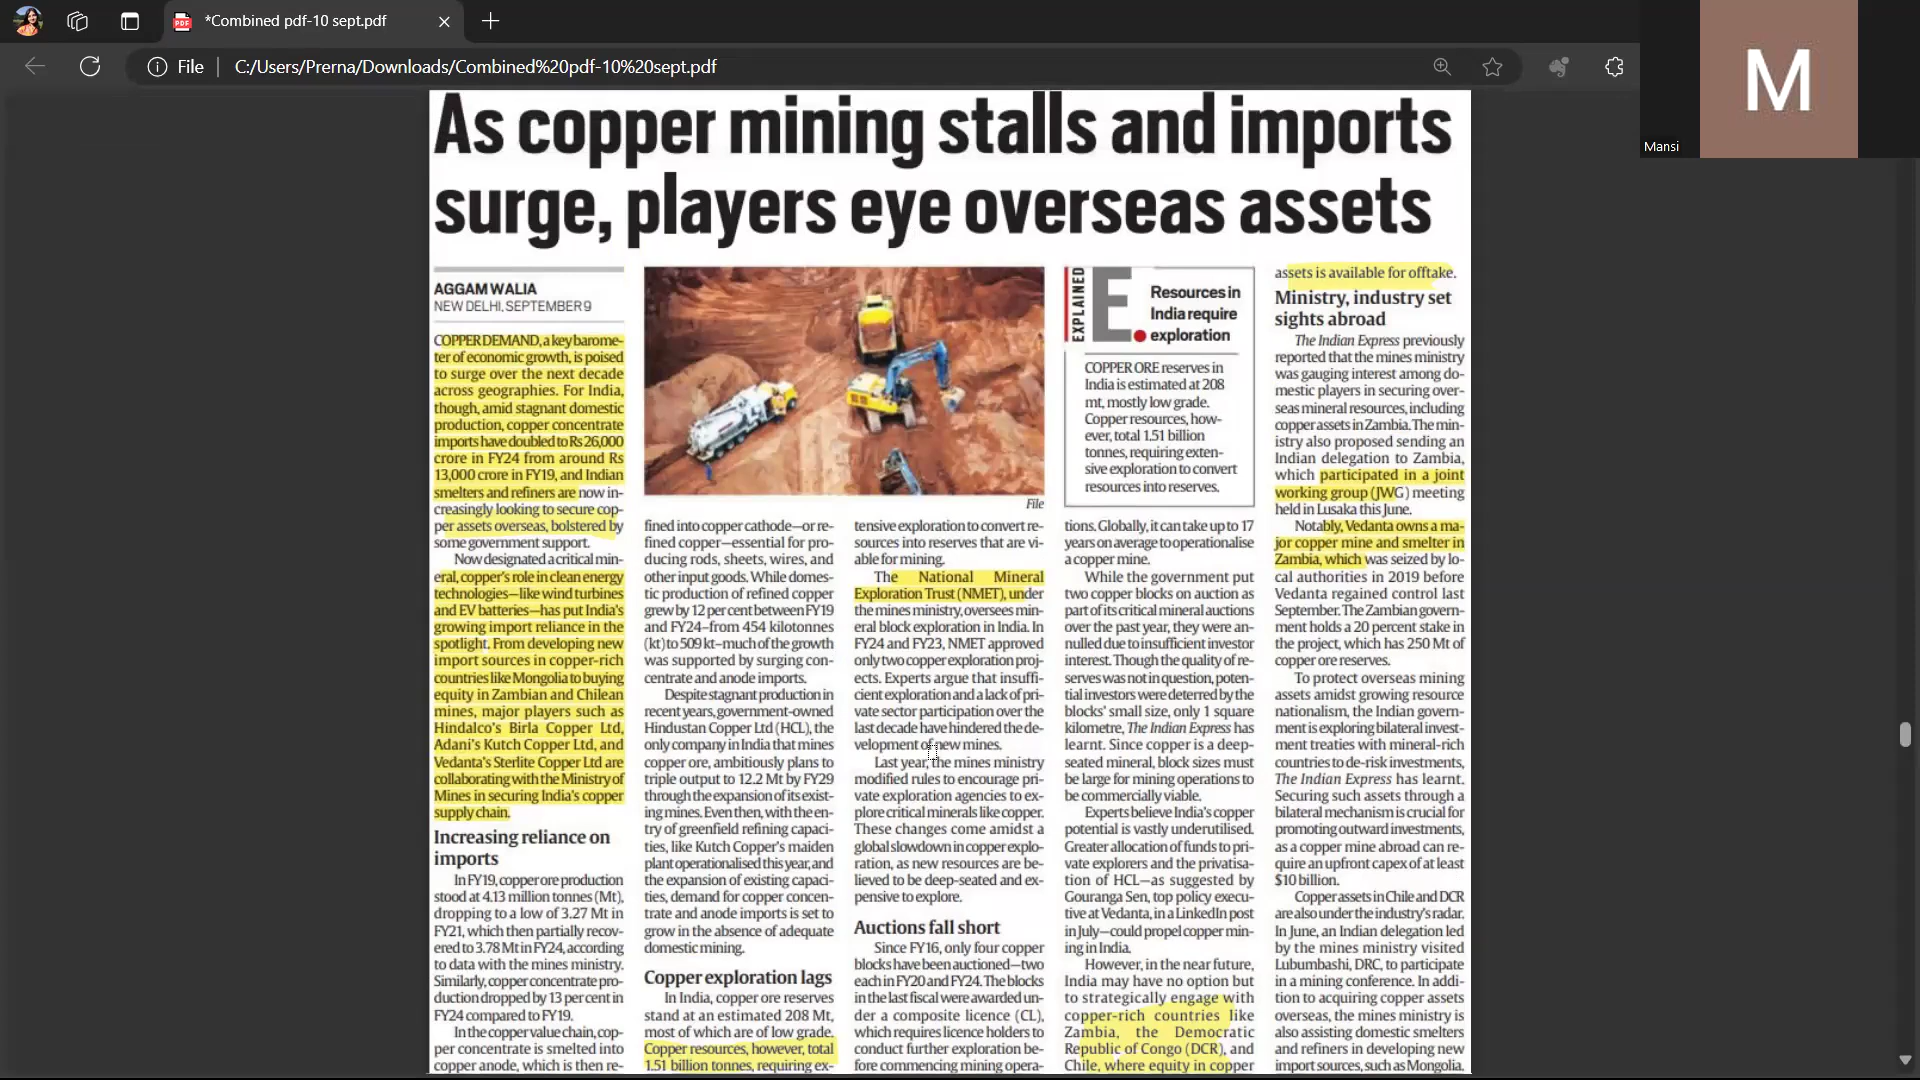 *Combined pdf-10 sept.pdf
File
C:/Users/Prerna/Downloads/Combined%20pdf-10%20sept.pdf
M
Mansi
As copper mining stalls and imports
surge, players eye overseas assets
AGGAM WALIA
NEW DELHI, SEPTEMBER 9
COPPER DEMAND, a key barome-
ter of economic growth, is poised
to surge over the next decade
across geographies. For India,
though, amid stagnant domestic
production, copper concentrate
imports have doubled to Rs 26,000
crore in FY24 from around Rs
13,000 crore in FY19, and Indian
smelters and refiners are now in-
creasingly looking to secure cop-
per assets overseas, bolstered by
some government support.
Now designated a critical min-
eral, copper's role in clean energy
technologies—like wind turbines
and EV batteries—has put India's
growing import reliance in the
spotlight. From developing new
import sources in copper-rich
countries like Mongolia to buying
equity in Zambian and Chilean
mines, major players such as
Hindalco's Birla Copper Ltd,
Adani's Kutch Copper Ltd, and
Vedanta's Sterlite Copper Ltd are
collaborating with the Ministry of
Mines in securing India's copper
supply chain.
Increasing reliance on
imports
In FY19, copper ore production
stood at 4.13 million tonnes (Mt),
dropping to a low of 3.27 Mt in
FY21, which then partially recov-
ered to 3.78 Mt in FY24, according
to data with the mines ministry.
Similarly, copper concentrate pro-
duction dropped by 13 per cent in
FY24 compared to FY19.
In the copper value chain, cop-
per concentrate is smelted into
copper anode, which is then re-
File
fined into copper cathode—or re-
fined copper—essential for pro-
ducing rods, sheets, wires, and
other input goods. While domes-
tic production of refined copper
grew by 12 per cent between FY19
and FY24–from 454 kilotonnes
(kt) to 509 kt–much of the growth
was supported by surging con-
centrate and anode imports.
Despite stagnant production in
recent years, government-owned
Hindustan Copper Ltd (HCL), the
only company in India that mines
copper ore, ambitiously plans to
triple output to 12.2 Mt by FY29
through the expansion of its exist-
ing mines. Even then, with the en-
try of greenfield refining capaci-
ties, like Kutch Copper's maiden
plant operationalised this year, and
the expansion of existing capaci-
ties, demand for copper concen-
trate and anode imports is set to
grow in the absence of adequate
domestic mining.
Copper exploration lags
In India, copper ore reserves
stand at an estimated 208 Mt,
most of which are of low grade.
Copper resources, however, total
1.51 billion tonnes, requiring ex-
tensive exploration to convert re-
sources into reserves that are vi-
able for mining.
The National Mineral
Exploration Trust (NMET), under
the mines ministry, oversees min-
eral block exploration in India. In
FY24 and FY23, NMET approved
only two copper exploration proj-
ects. Experts argue that insuffi-
cient exploration and a lack of pri-
vate sector participation over the
last decade have hindered the de-
velopment of new mines.
Last year, the mines ministry
modified rules to encourage pri-
vate exploration agencies to ex-
plore critical minerals like copper.
These changes come amidst a
global slowdown in copper explo-
ration, as new resources are be-
lieved to be deep-seated and ex-
pensive to explore.
Auctions fall short
Since FY16, only four copper
blocks have been auctioned—two
each in FY20 and FY24. The blocks
in the last fiscal were awarded un-
der a composite licence (CL),
which requires licence holders to
conduct further exploration be-
fore commencing mining opera-
EXPLAINED
E.
Resources in
India require
exploration
COPPER ORE reserves in
India is estimated at 208
mt, mostly low grade.
Copper resources, how-
ever, total 1.51 billion
tonnes, requiring exten-
sive exploration to convert
resources into reserves.
tions. Globally, it can take up to 17
years on average to operationalise
a copper mine.
While the government put
two copper blocks on auction as
part of its critical mineral auctions
over the past year, they were an-
nulled due to insufficient investor
interest. Though the quality of re-
serves was not in question, poten-
tial investors were deterred by the
blocks' small size, only 1 square
kilometre, The Indian Express has
learnt. Since copper is a deep-
seated mineral, block sizes must
be large for mining operations to
be commercially viable.
Experts believe India's copper
potential is vastly underutilised.
Greater allocation of funds to pri-
vate explorers and the privatisa-
tion of HCL—as suggested by
Gouranga Sen, top policy execu-
tive at Vedanta, in a LinkedIn post
in July—could propel copper min-
ing in India.
However, in the near future,
India may have no option but
to strategically engage with
copper-rich countries like
Zambia, the Democratic
Republic of Congo (DCR), and
Chile, where equity in copper
assets is available for offtake.
Ministry, industry set
sights abroad
The Indian Express previously
reported that the mines ministry
was gauging interest among do-
mestic players in securing over-
seas mineral resources, including
copper assets in Zambia. The min-
istry also proposed sending an
Indian delegation to Zambia,
which participated in a joint
working group (JWG) meeting
held in Lusaka this June.
Notably, Vedanta owns a ma-
jor copper mine and smelter in
Zambia, which was seized by lo-
cal authorities in 2019 before
Vedanta regained control last
September. The Zambian govern-
ment holds a 20 percent stake in
the project, which has 250 Mt of
copper ore reserves.
To protect overseas mining
assets amidst growing resource
nationalism, the Indian govern-
ment is exploring bilateral invest-
ment treaties with mineral-rich
countries to de-risk investments,
The Indian Express has learnt.
Securing such assets through a
bilateral mechanism is crucial for
promoting outward investments,
as a copper mine abroad can re-
quire an upfront capex of at least
$10 billion.
Copper assets in Chile and DCR
are also under the industry's radar.
In June, an Indian delegation led
by the mines ministry visited
Lubumbashi, DRC, to participate
in a mining conference. In addi-
tion to acquiring copper assets
overseas, the mines ministry is
also assisting domestic smelters
and refiners in developing new
import sources, such as Mongolia.